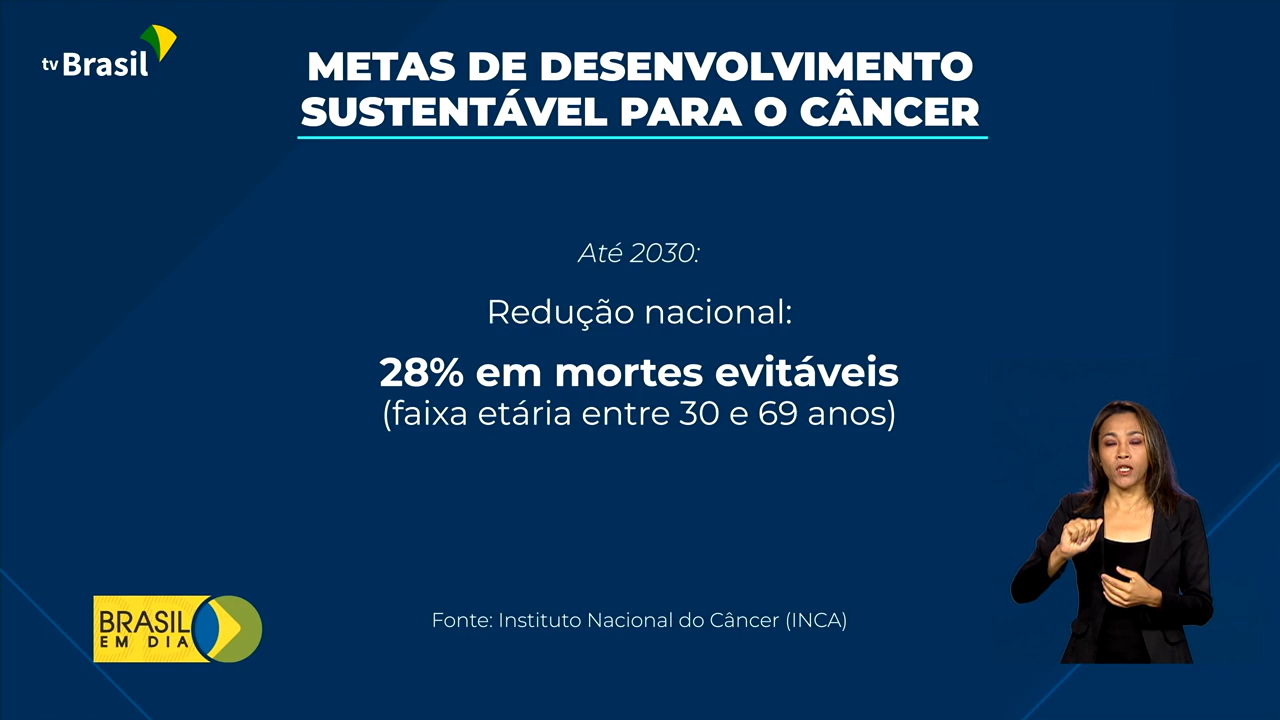 tv Brasil
METAS DE DESENVOLVIMENTO
SUSTENTÁVEL PARA O CÂNCER
Até 2030:
Redução nacional:
28% em mortes evitáveis
(faixa etária entre 30 e 69 anos)
BRASIL
EM DIA
Fonte: Instituto Nacional do Câncer (INCA)